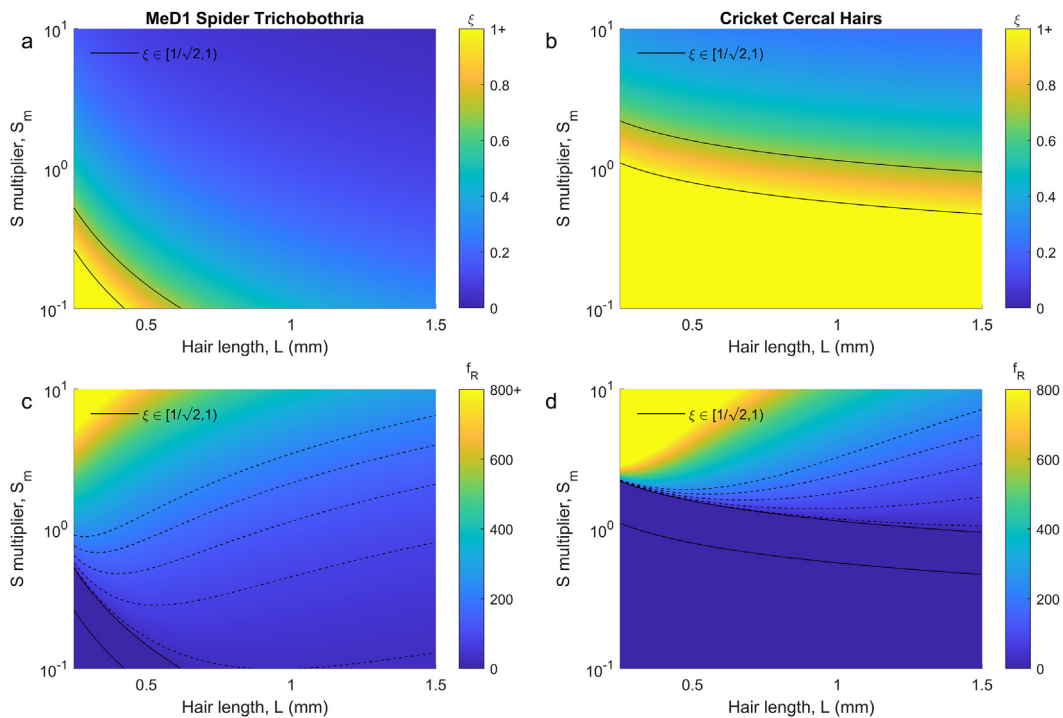 MeD1 Spider Trichobothria
Cricket Cercal Hairs
a
ξ ∈ [1/√2,1)
S multiplier, Sₘ
10¹
10⁰
10⁻¹
0.5
1
1.5
Hair length, L (mm)
ξ
1+
0.8
0.6
0.4
0.2
0
b
ξ ∈ [1/√2,1)
S multiplier, Sₘ
10¹
10⁰
10⁻¹
0.5
1
1.5
Hair length, L (mm)
ξ
1+
0.8
0.6
0.4
0.2
0
c
ξ ∈ [1/√2,1)
S multiplier, Sₘ
10¹
10⁰
10⁻¹
0.5
1
1.5
Hair length, L (mm)
f_R
800+
600
400
200
0
d
ξ ∈ [1/√2,1)
S multiplier, Sₘ
10¹
10⁰
10⁻¹
0.5
1
1.5
Hair length, L (mm)
f_R
800
600
400
200
0